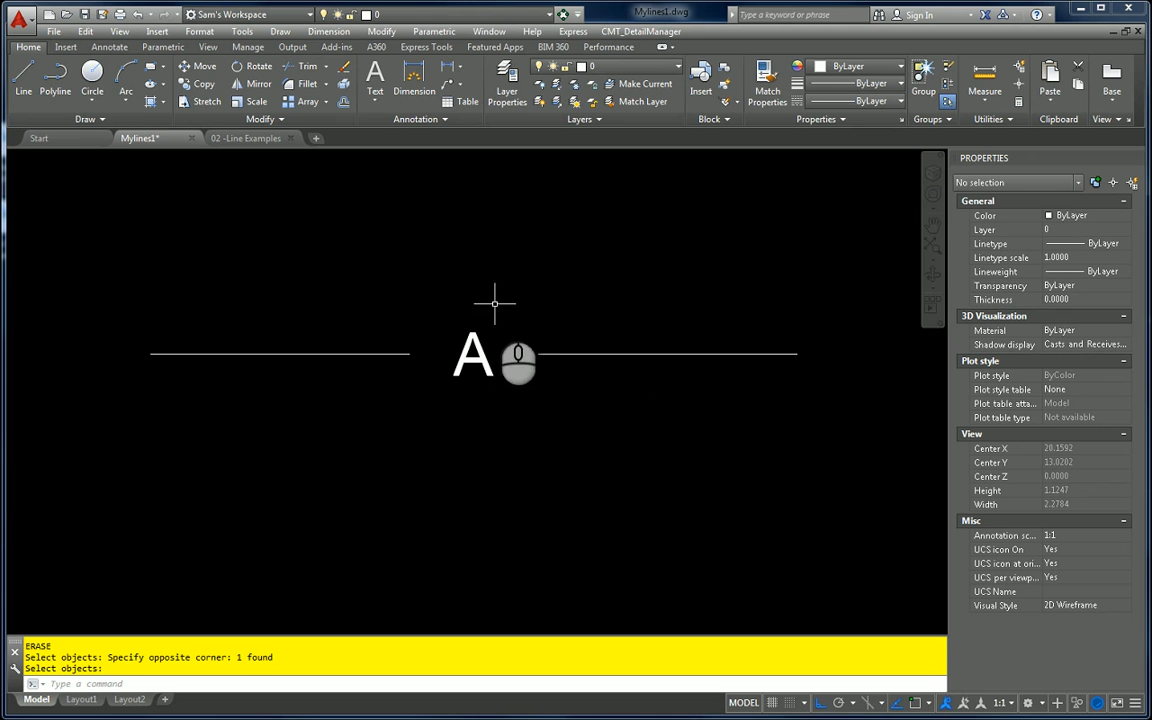 Sam's Workspace
0
Mylines1.dwg
Type a keyword or phrase
Sign In
File Edit View Insert Format Tools Draw Dimension Modify Parametric Window Help Express CMT_DetailManager
Home Insert Annotate Parametric View Manage Output Add-ins A360 Express Tools Featured Apps BIM 360 Performance
Line
Polyline
Circle
Arc
Move
Rotate
Trim
Copy
Mirror
Fillet
Stretch
Scale
Array
Text
Dimension
Table
Layer
Properties
0
Make Current
Match Layer
Insert
Match
Properties
ByLayer
ByLayer
ByLayer
Group
Measure
Paste
Base
Draw
Modify
Annotation
Layers
Block
Properties
Groups
Utilities
Clipboard
View
Start
Mylines1*
02 -Line Examples
A
PROPERTIES
No selection
General
Color ByLayer
Layer 0
Linetype ByLayer
Linetype scale 1.0000
Lineweight ByLayer
Transparency ByLayer
Thickness 0.0000
3D Visualization
Material ByLayer
Shadow display Casts and Receives...
Plot style
Plot style ByColor
Plot style table None
Plot table atta... Model
Plot table type Not available
View
Center X 20.1592
Center Y 13.0202
Center Z 0.0000
Height 1.1247
Width 2.2784
Misc
Annotation sc... 1:1
UCS icon On Yes
UCS icon at ori... Yes
UCS per viewp... Yes
UCS Name
Visual Style 2D Wireframe
ERASE
Select objects: Specify opposite corner: 1 found
Select objects:
Type a command
Model Layout1 Layout2
MODEL
1:1